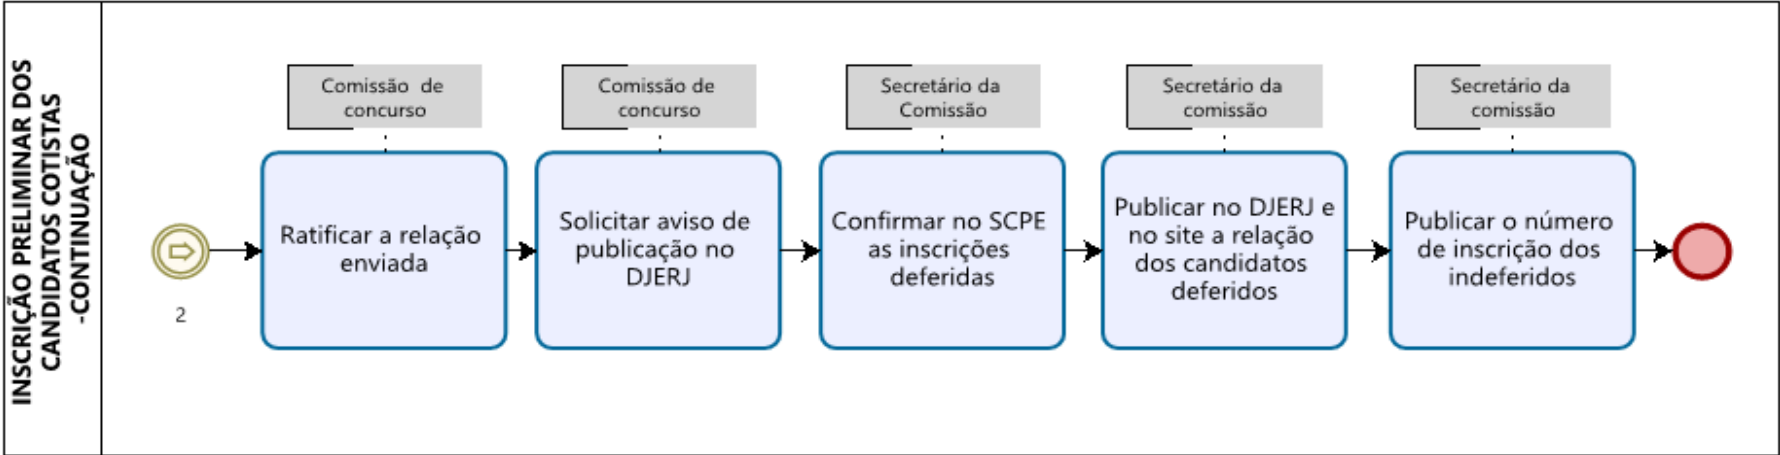 INSCRIÇÃO PRELIMINAR DOS
CANDIDATOS COTISTAS
-CONTINUAÇÃO
2
Comissão de
concurso
Ratificar a relação
enviada
Comissão de
concurso
Solicitar aviso de
publicação no
DJERJ
Secretário da
Comissão
Confirmar no SCPE
as inscrições
deferidas
Secretário da
comissão
Publicar no DJERJ e
no site a relação
dos candidatos
deferidos
Secretário da
comissão
Publicar o número
de inscrição dos
indeferidos